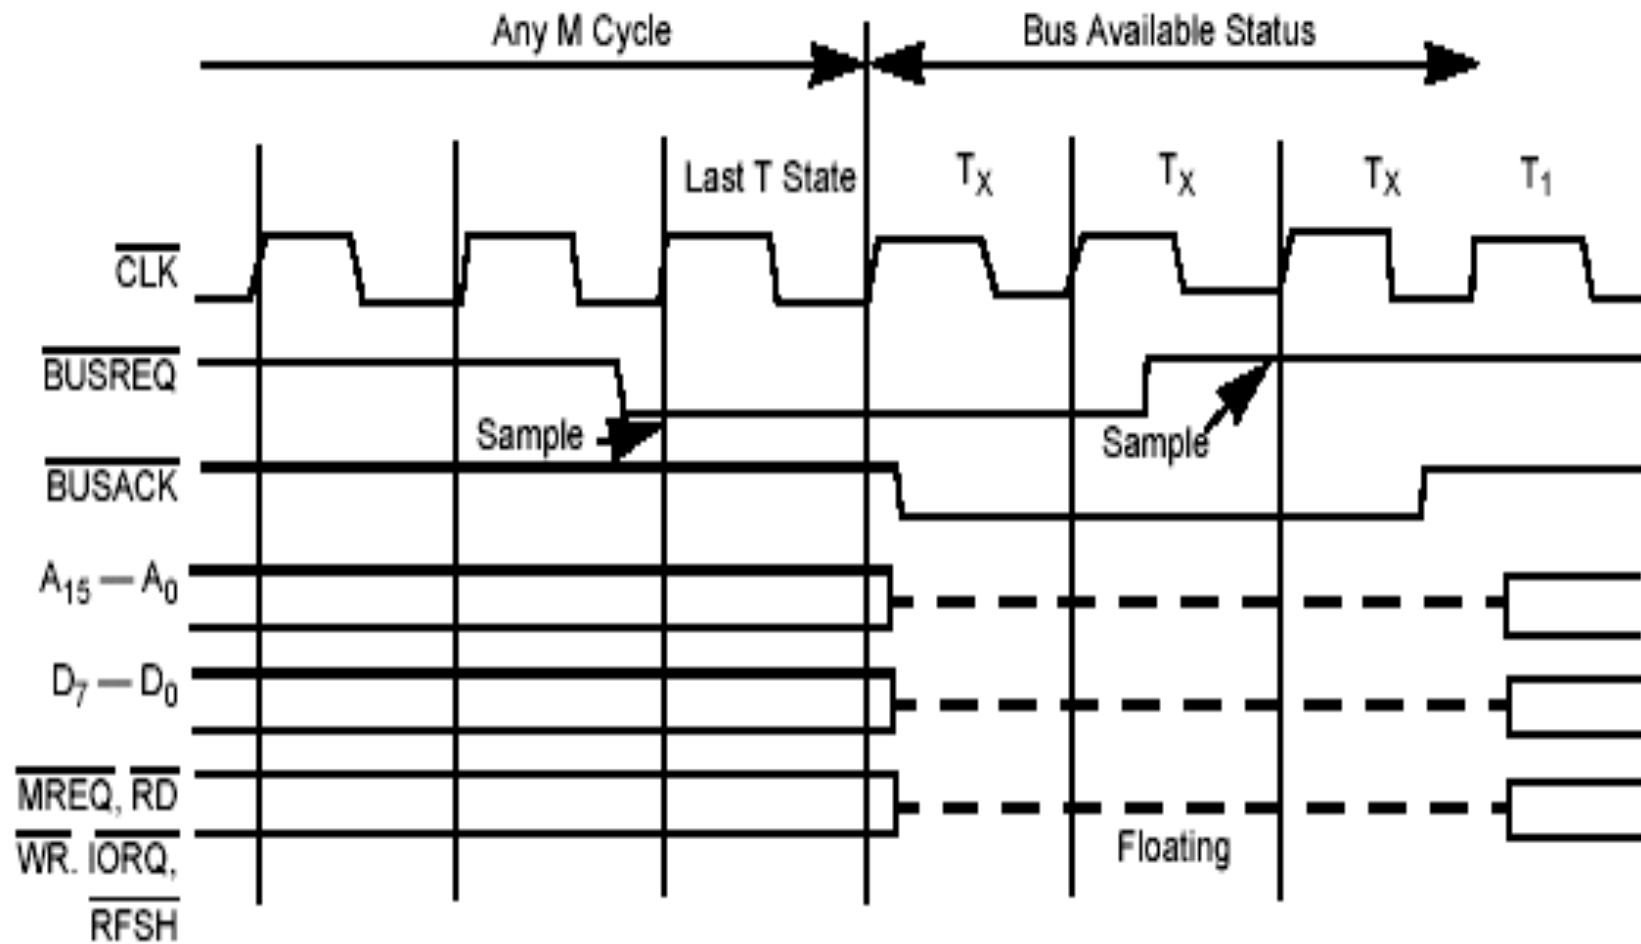 Any M Cycle
Bus Available Status
Last T State
TX
TX
TX
T1
CLK
BUSREQ
Sample
Sample
BUSACK
A15 — A0
D7 — D0
MREQ, RD
WR. IORQ,
RFSH
Floating